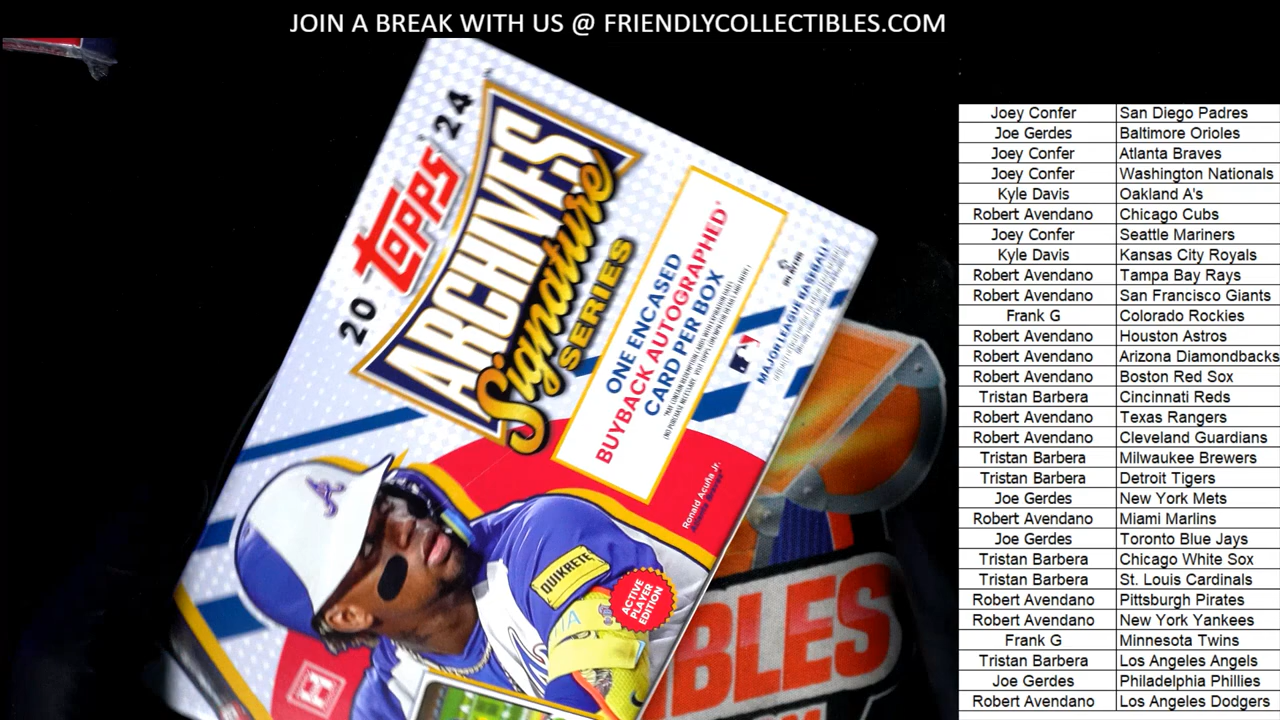 JOIN A BREAK WITH US @ FRIENDLYCOLLECTIBLES.COM
20 TOPPS '24
ARCHIVES
Signature
SERIES
ONE ENCASED
BUYBACK AUTOGRAPHED*
CARD PER BOX
MAJOR LEAGUE BASEBALL
Ronald Acuña Jr.
A
QUIKRETE
ACTIVE
PLAYER
EDITION
BLES
Joey Confer San Diego Padres
Joe Gerdes Baltimore Orioles
Joey Confer Atlanta Braves
Joey Confer Washington Nationals
Kyle Davis Oakland A's
Robert Avendano Chicago Cubs
Joey Confer Seattle Mariners
Kyle Davis Kansas City Royals
Robert Avendano Tampa Bay Rays
Robert Avendano San Francisco Giants
Frank G Colorado Rockies
Robert Avendano Houston Astros
Robert Avendano Arizona Diamondbacks
Robert Avendano Boston Red Sox
Tristan Barbera Cincinnati Reds
Robert Avendano Texas Rangers
Robert Avendano Cleveland Guardians
Tristan Barbera Milwaukee Brewers
Tristan Barbera Detroit Tigers
Joe Gerdes New York Mets
Robert Avendano Miami Marlins
Joe Gerdes Toronto Blue Jays
Tristan Barbera Chicago White Sox
Tristan Barbera St. Louis Cardinals
Robert Avendano Pittsburgh Pirates
Robert Avendano New York Yankees
Frank G Minnesota Twins
Tristan Barbera Los Angeles Angels
Joe Gerdes Philadelphia Phillies
Robert Avendano Los Angeles Dodgers